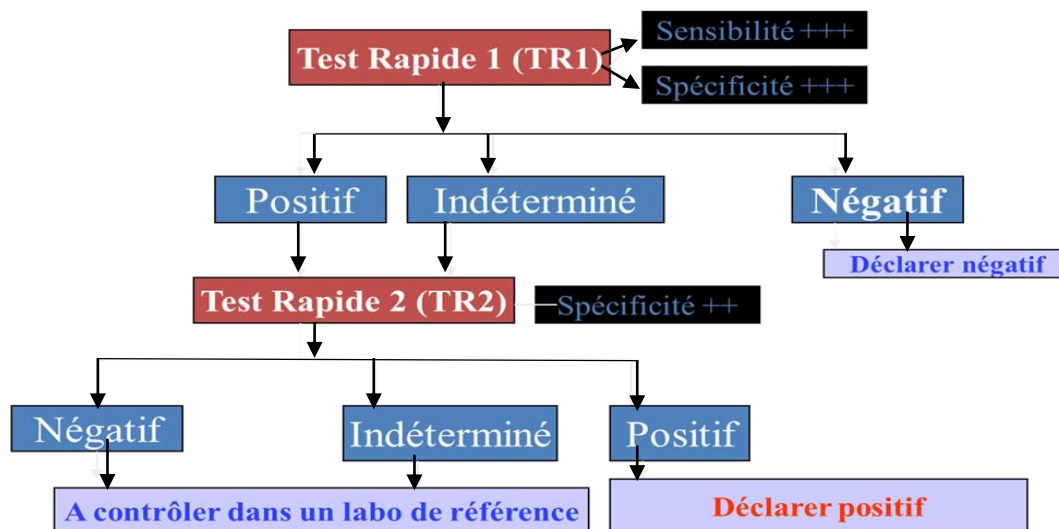 Sensibilité +++
Test Rapide 1 (TR1)
Spécificité +++
Positif
Indéterminé
Négatif
Déclarer négatif
Test Rapide 2 (TR2)
Spécificité ++
Négatif
Indéterminé
Positif
A contrôler dans un labo de référence
Déclarer positif